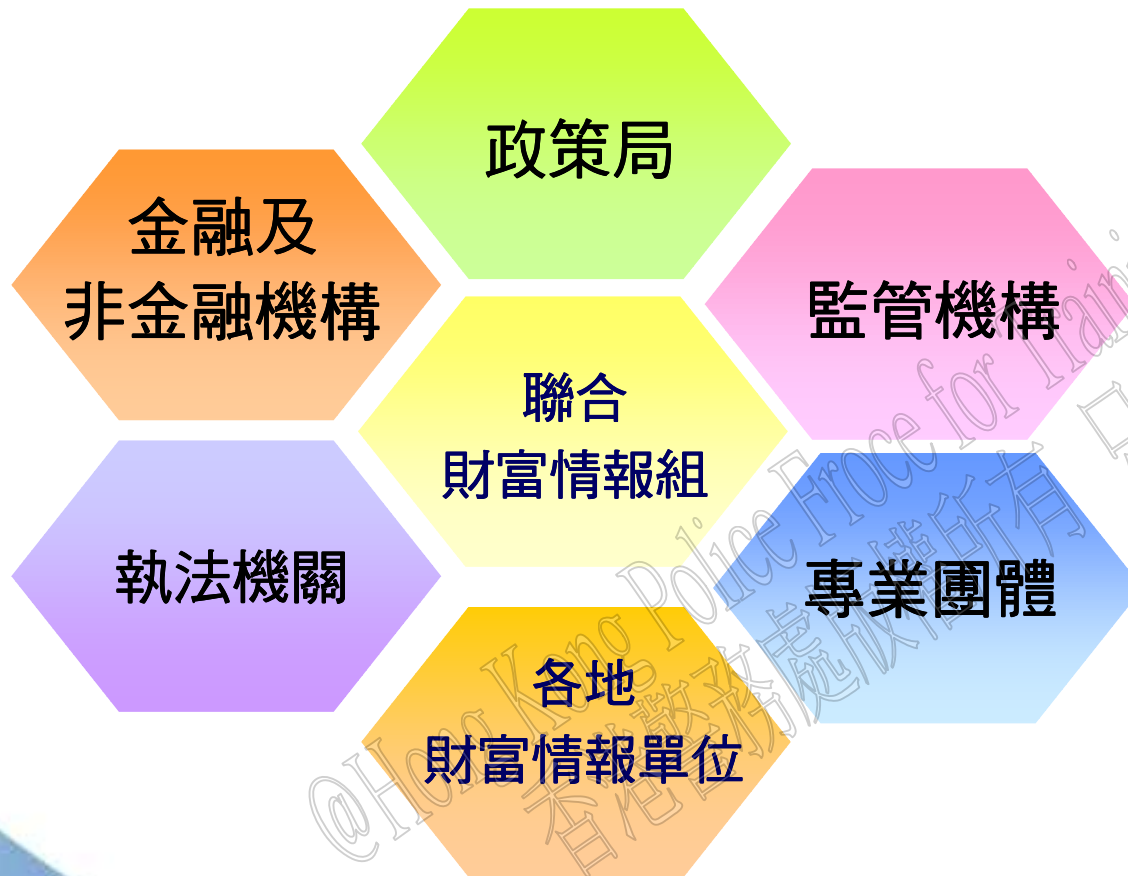 政策局
金融及
非金融機構
監管機構
聯合
財富情報組
執法機關
專業團體
各地
財富情報單位
@Hong Kong Police Froce for Traini
香港警務處版權所有